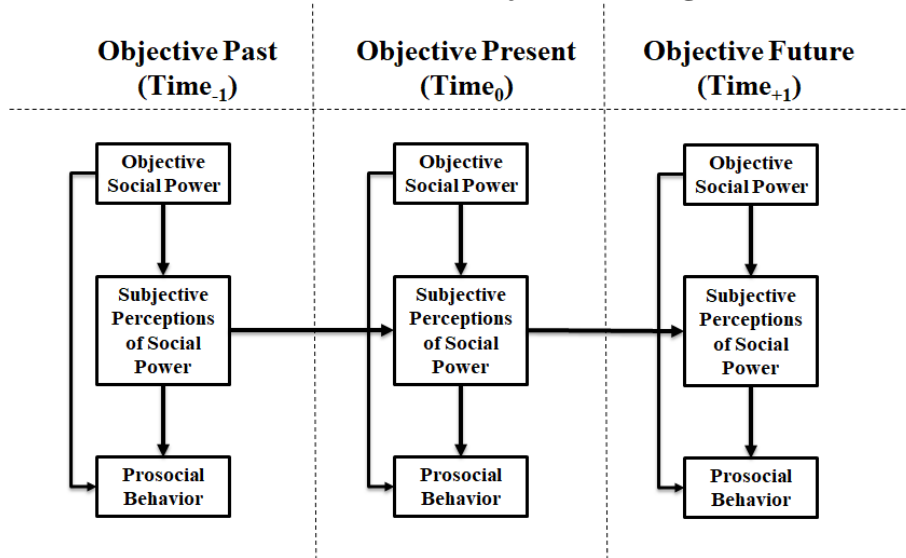 Objective Past
(Time-1)
Objective Present
(Time0)
Objective Future
(Time+1)
Objective
Social Power
Subjective
Perceptions
of Social
Power
Prosocial
Behavior
Objective
Social Power
Subjective
Perceptions
of Social
Power
Prosocial
Behavior
Objective
Social Power
Subjective
Perceptions
of Social
Power
Prosocial
Behavior